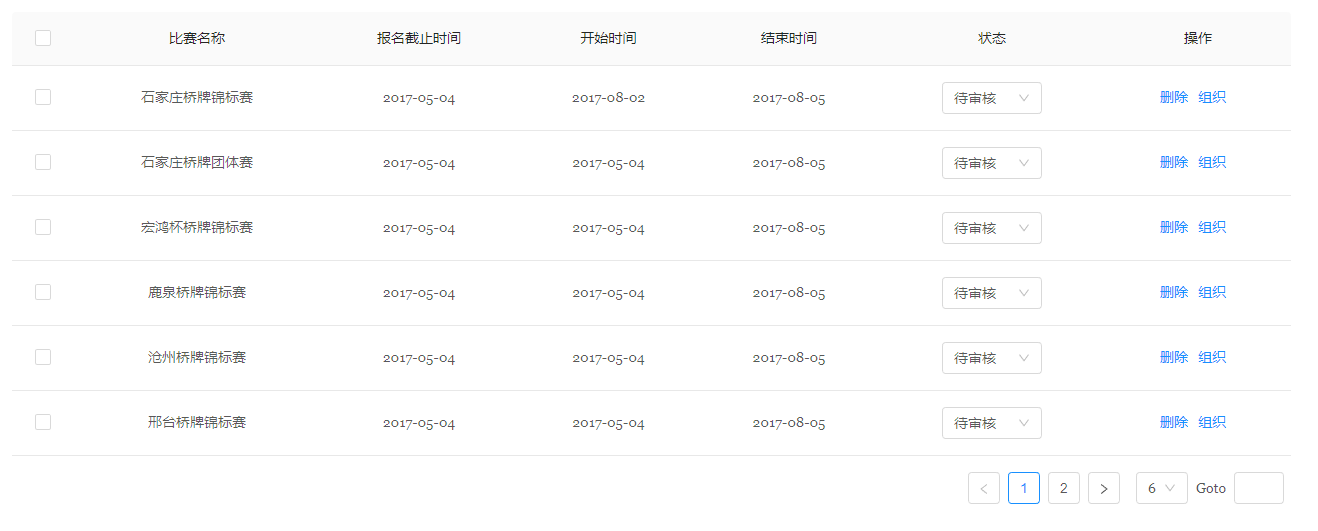 比赛名称 报名截止时间 开始时间 结束时间 状态 操作
石家庄桥牌锦标赛 2017-05-04 2017-08-02 2017-08-05 待审核 删除 组织
石家庄桥牌团体赛 2017-05-04 2017-05-04 2017-08-05 待审核 删除 组织
宏鸿杯桥牌锦标赛 2017-05-04 2017-05-04 2017-08-05 待审核 删除 组织
鹿泉桥牌锦标赛 2017-05-04 2017-05-04 2017-08-05 待审核 删除 组织
沧州桥牌锦标赛 2017-05-04 2017-05-04 2017-08-05 待审核 删除 组织
邢台桥牌锦标赛 2017-05-04 2017-05-04 2017-08-05 待审核 删除 组织
1 2 6 Goto